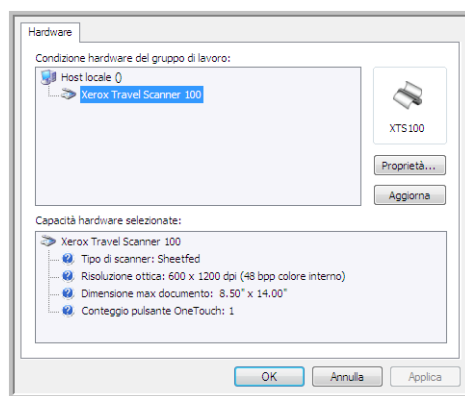 Hardware
Condizione hardware del gruppo di lavoro:
Host locale ()
Xerox Travel Scanner 100
XTS100
Proprietà...
Aggiorna
Capacità hardware selezionate:
Xerox Travel Scanner 100
Tipo di scanner: Sheetfed
Risoluzione ottica: 600 x 1200 dpi (48 bpp colore interno)
Dimensione max documento: 8.50" x 14.00"
Conteggio pulsante OneTouch: 1
OK Annulla Applica